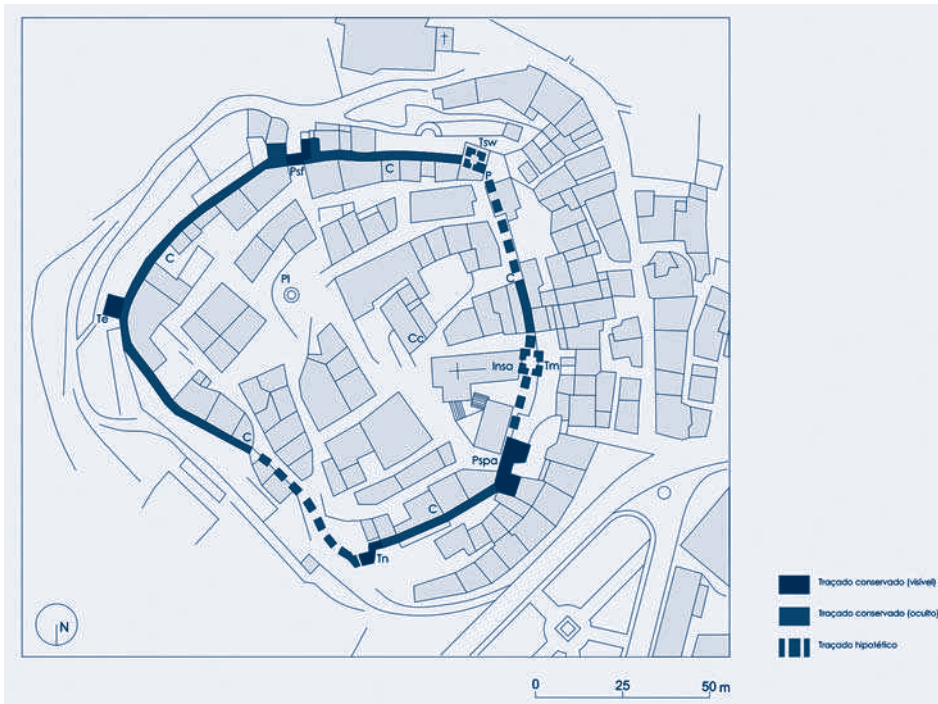 Tsw
Psf
C
P
C
Pl
C
Te
Cc
Insa
Tm
C
Pspa
C
Tn
N
Traçado conservado (visível)
Traçado conservado (oculto)
Traçado hipotético
0 25 50 m